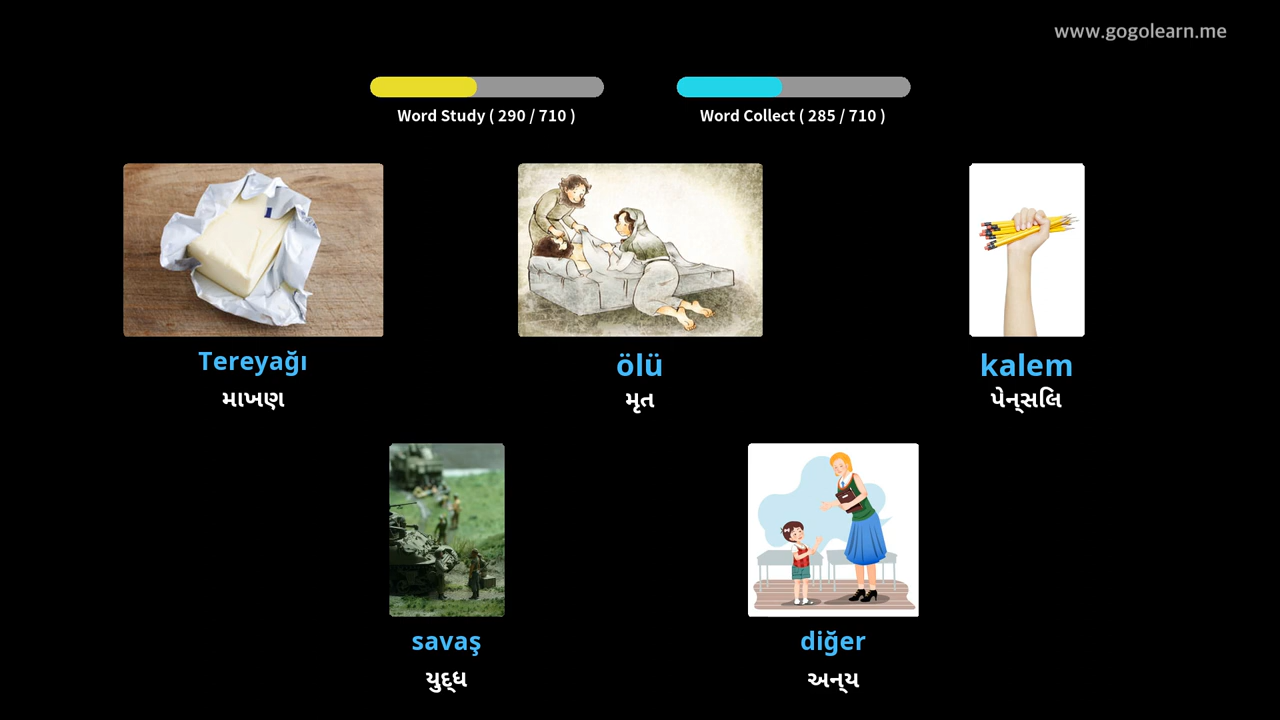 www.gogolearn.me
Word Study ( 290 / 710 )
Word Collect ( 285 / 710 )
Tereyağı
માખણ
ölü
મૃત
kalem
પેન્સલિ
savaş
યુદ્ધ
diğer
અન્ય